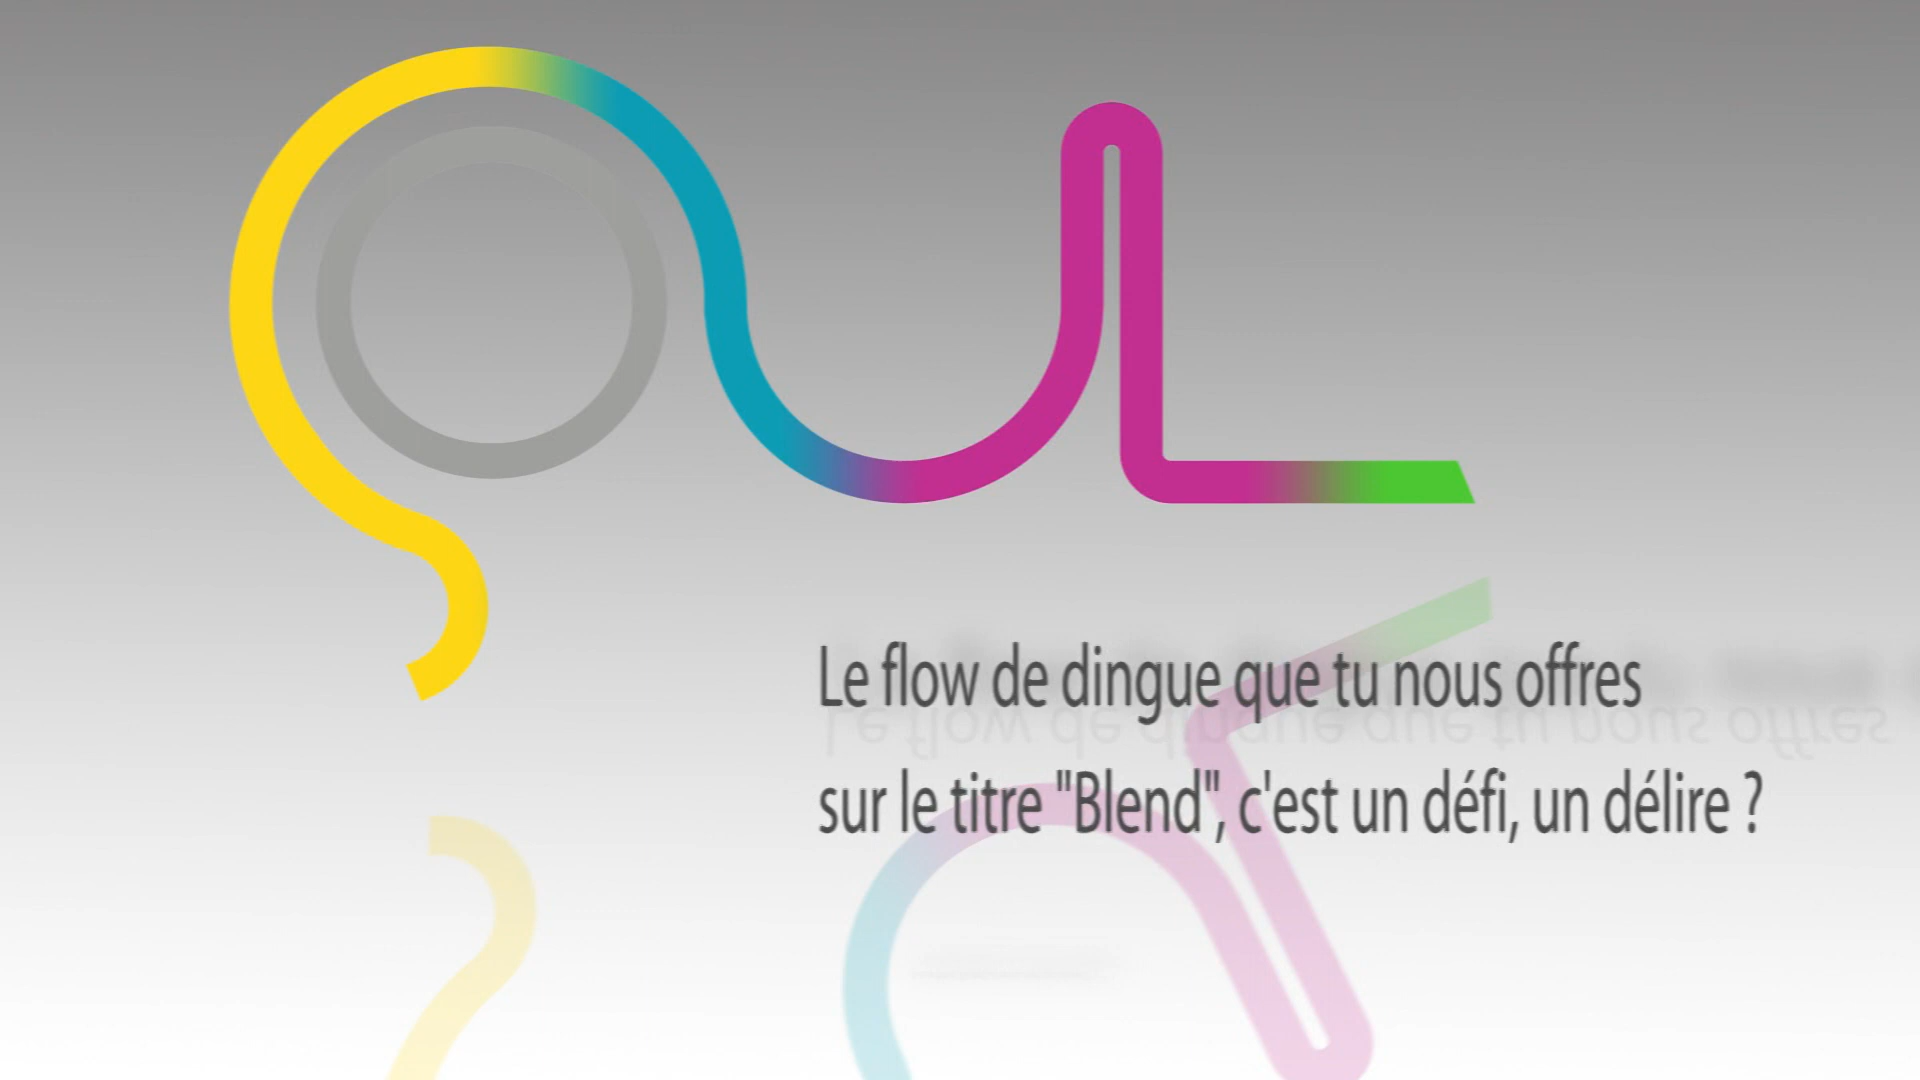 Le flow de dingue que tu nous offres
sur le titre "Blend", c'est un défi, un délire ?